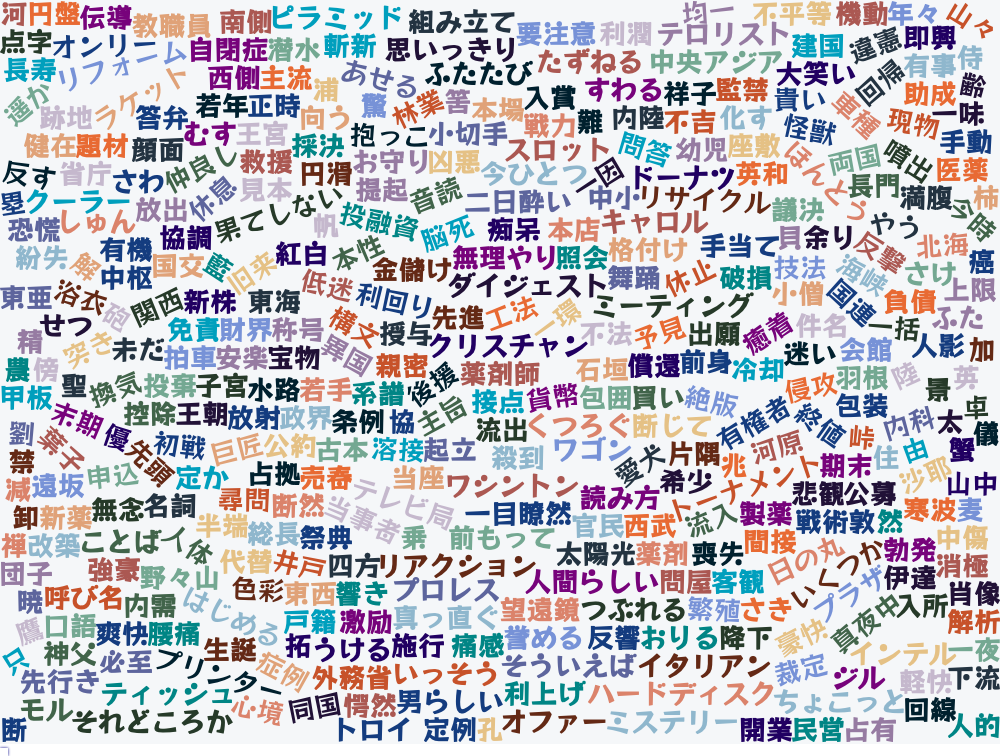 河 円盤 伝導 教職員 南側 ピラミッド 組み立て 要注意 利潤 均一 テロリスト 不平等 機動 年々 山々
点字 オンリー リフォーム 自閉症 潜水 斬新 思いっきり 建国 違憲 即興
長寿 西側 主流 あせる ふたたび たずねる 中央アジア 大笑い 回帰 有事 侍
遥か 跡地 ラケット 若年 正時 浦 驚 林業 筈 本場 入賞 すわる 祥子 監禁 貴い 車種 助成 齢 一味
答弁 むす 王宮 向う 抱っこ 小切手 戦力 難 内陸 不吉 化す 怪獣 現物 手動
健在 題材 顔面 仲良し 救援 採決 お守り 凶悪 スロット 問答 幼児 座敷 ほんとう 両国 噴出
反す 省庁 さわ 休息 見本 円滑 提起 音読 今ひとつ 一因 ドーナツ 英和 長門 医薬
塁 クーラー 放出 果てしない 帆 投融資 二日酔い 中小 リサイクル 議決 満腹 今時 柿
恐慌 しゅん 協調 脳死 痴呆 本店 キャロル 手当て 貝 余り やう 反撃 北海
紛失 解 有機 国交 藍 旧来 紅白 本性 金儲け 無理やり 照会 格付け 技法 海峡 さけ 癌
中枢 低迷 利回り ダイジェスト 舞踊 休止 破損 小僧 国連 負債 上限
東亜 浴衣 砲 関西 新株 東海 構文 授与 先進 工法 一環 ミーティング 癒着 件名 一括 ふた
せつ 精 突き 未だ 免責 財界 称号 異国 クリスチャン 不法 予見 出願 迷い 会館 人影 加
農 傍 拍車 安楽 宝物 親密 薬剤師 石垣 償還 前身 冷却 侵攻 羽根 陸 英
甲板 聖 換気 投棄 子宮 水路 若手 系譜 後援 接点 貨幣 包囲 買い 絶版 包装 景 卓
末期 優 控除 王朝 放射 政界 条例 協 主旨 流出 くつろぐ 断じて 有権者 数値 峠 内科 太 儀
劉 葉子 先頭 初戦 巨匠 公約 古本 溶接 起立 殺到 ワゴン 愛犬 片隅 兆 河原 期末 住 由 蟹
禁 減 遠坂 申込 定か 占拠 売春 当座 ワシントン 希少 トーナメント 沙耶 山中
卸 新薬 無念 名詞 尋問 断然 当事者 テレビ局 一目瞭然 読み方 官民 西武 流入 製薬 悲観 公募 寒波 麦
禅 改築 ことば 人体 半端 総長 祭典 乗 前もって 太陽光 薬剤 喪失 間接 戦術 敦 然 中傷
団子 強豪 野々山 代替 井戸 四方 リアクション 日の丸 いくつか 勃発 消極
暁 呼び名 内需 はじめる 色彩 東西 響き プロレス 人間らしい 問屋 客観 プラザ 伊達 肖像
鷹 口語 爽快 腰痛 戸籍 激励 真っ直ぐ 望遠鏡 つぶれる 繁殖 さき 豪快 真夜中 入所 解析
只 神父 必至 プリンター 生誕 拓 うける 施行 痛感 誉める 反響 おりる 降下 インテル 一夜
先行き ティッシュ 症例 外務省 いっそう そういえば イタリアン 裁定 ジル 軽快 下流
モル それどころか 心境 同国 愕然 男らしい 利上げ ハードディスク ちょこっと 回線
断 トロイ 定例 孔 オファー ミステリー 開業 民営 占有 人的